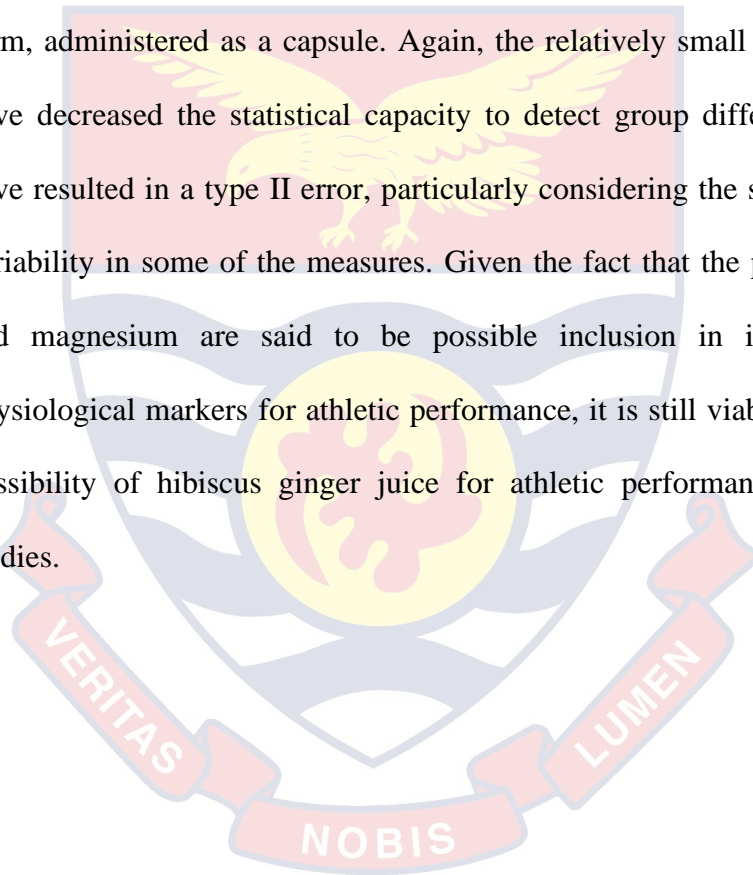 rm, administered as a capsule. Again, the relatively small
ve decreased the statistical capacity to detect group diffe
ve resulted in a type II error, particularly considering the s
riability in some of the measures. Given the fact that the p
d magnesium are said to be possible inclusion in i
ysiological markers for athletic performance, it is still viab
ssibility of hibiscus ginger juice for athletic performan
dies.
VERITAS
NOBIS
LUMEN